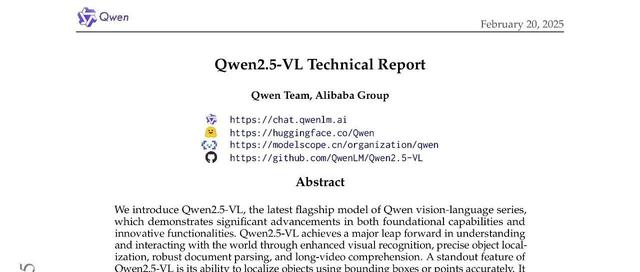 Qwen
February 20, 2025
Qwen2.5-VL Technical Report
Qwen Team, Alibaba Group
https://chat.qwenlm.ai
https://huggingface.co/Qwen
https://modelscope.cn/organization/qwen
https://github.com/QwenLM/Qwen2.5-VL
Abstract
We introduce Qwen2.5-VL, the latest flagship model of Qwen vision-language series,
which demonstrates significant advancements in both foundational capabilities and
innovative functionalities. Qwen2.5-VL achieves a major leap forward in understanding
and interacting with the world through enhanced visual recognition, precise object local-
ization, robust document parsing, and long-video comprehension. A standout feature of
Qwen2.5-VL is its ability to localize objects using bounding boxes or points accurately. It
5